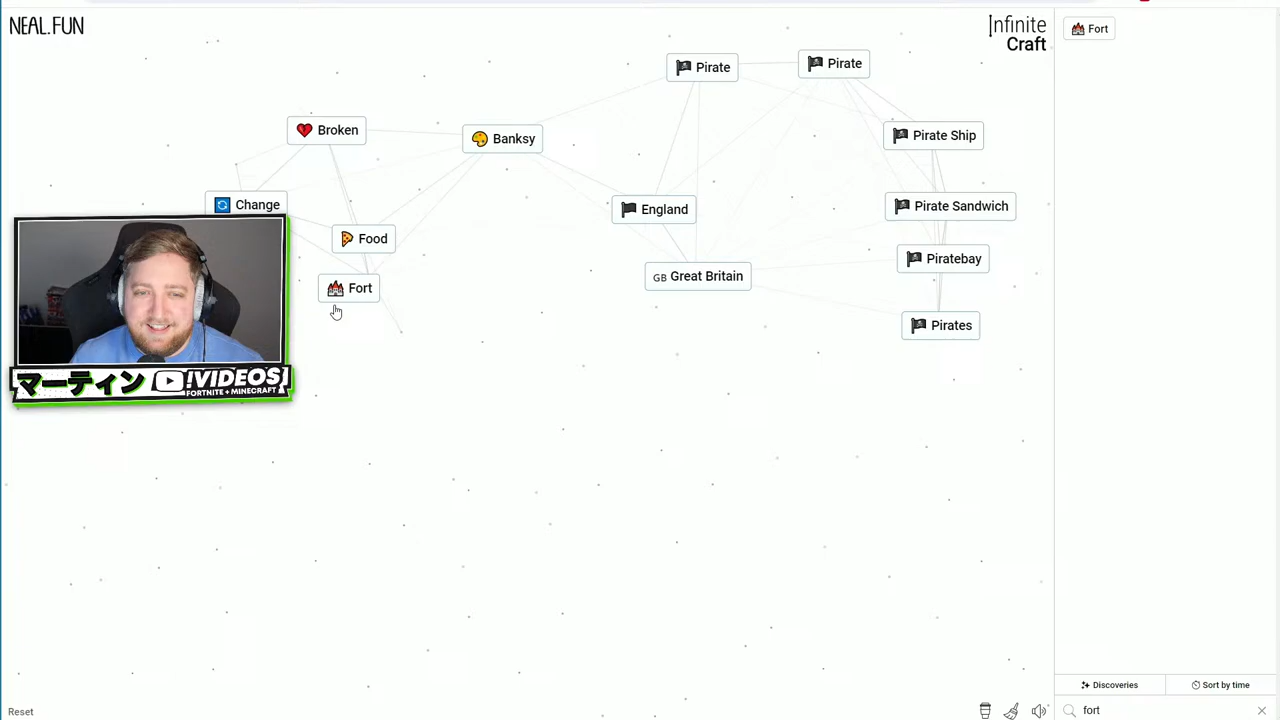 NEAL.FUN
Infinite
Craft
Fort
Pirate
Pirate
Broken
Banksy
Pirate Ship
Change
England
Pirate Sandwich
Food
Piratebay
GB Great Britain
Fort
Pirates
マーティン
!VIDEOS
FORTNITE + MINECRAFT
Discoveries
Sort by time
Reset
fort